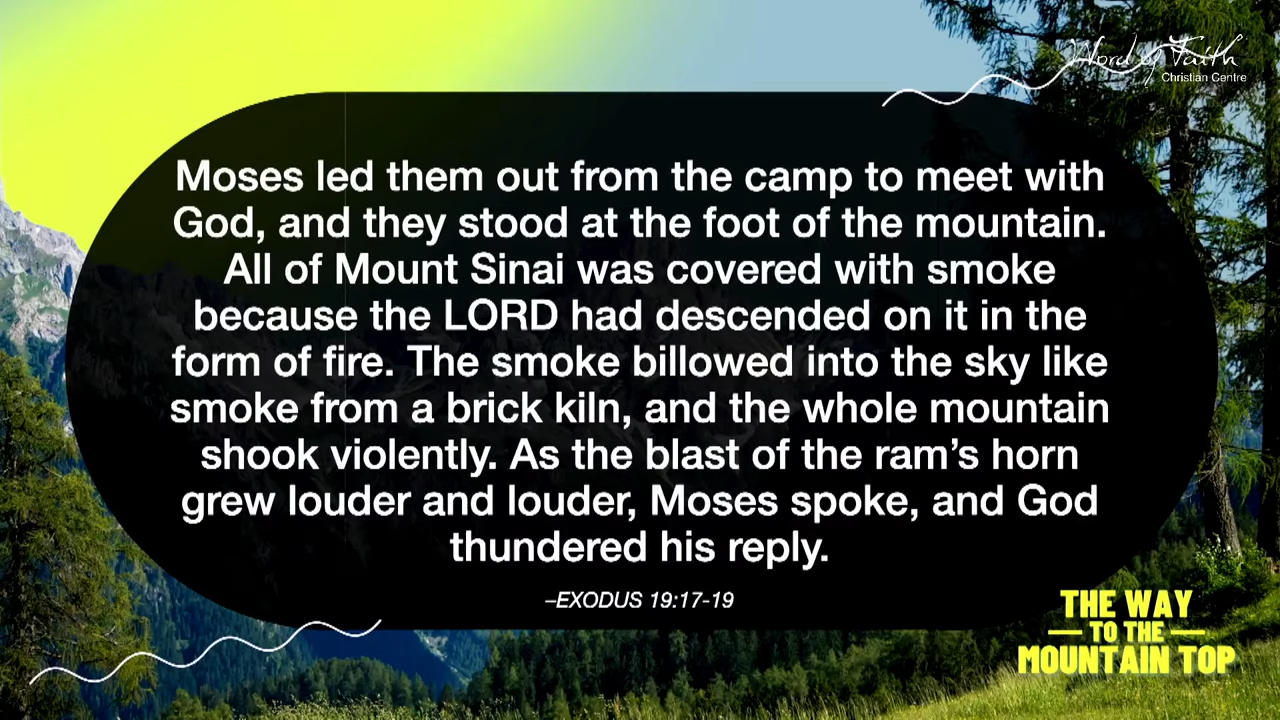 Word of Faith
Christian Centre
Moses led them out from the camp to meet with
God, and they stood at the foot of the mountain.
All of Mount Sinai was covered with smoke
because the LORD had descended on it in the
form of fire. The smoke billowed into the sky like
smoke from a brick kiln, and the whole mountain
shook violently. As the blast of the ram’s horn
grew louder and louder, Moses spoke, and God
thundered his reply.
–EXODUS 19:17-19
THE WAY
TO THE
MOUNTAIN TOP